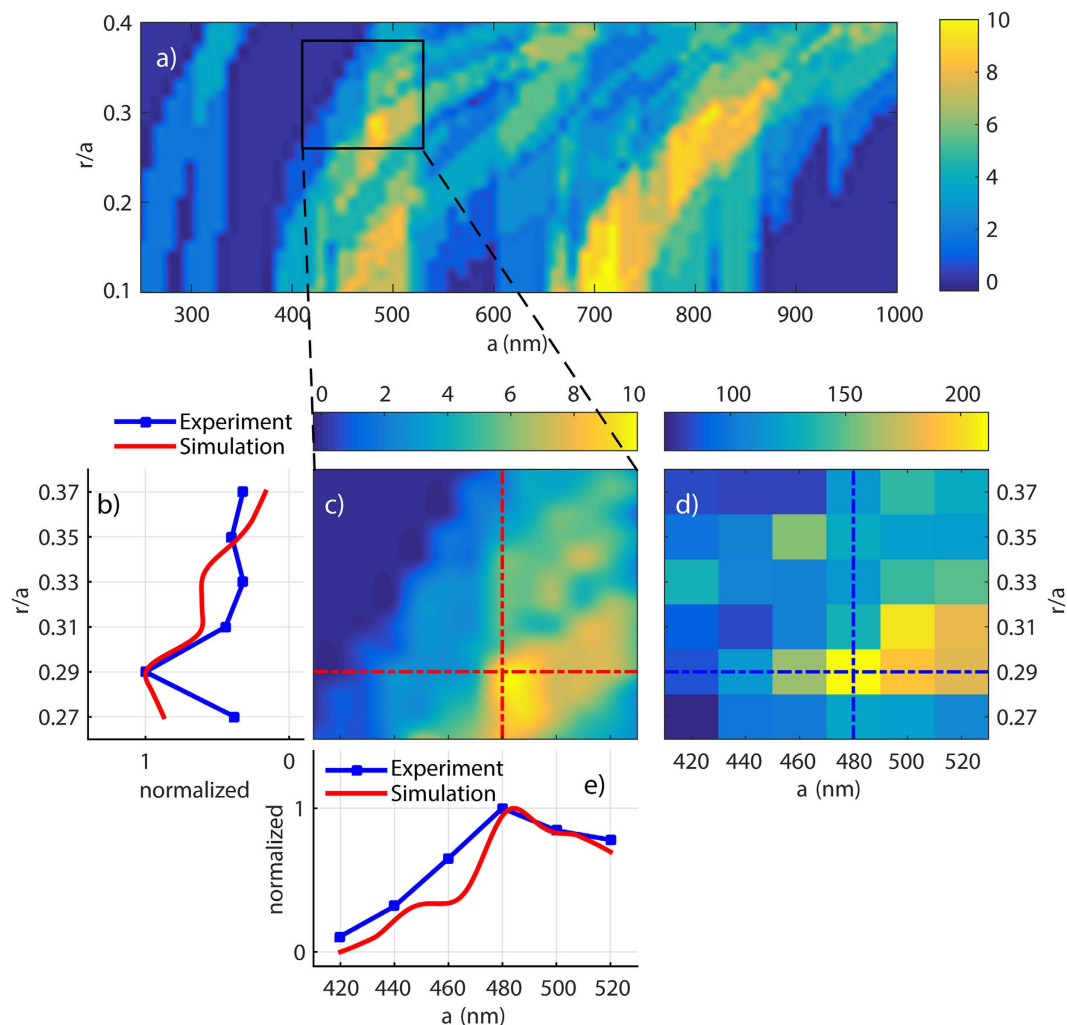 a)
r/a
0.4
0.3
0.2
0.1
300 400 500 600 700 800 900 1000
a (nm)
10
8
6
4
2
0
Experiment
Simulation
b)
r/a
0.37
0.35
0.33
0.31
0.29
0.27
1 0
normalized
0 2 4 6 8 10
c)
100 150 200
d)
0.37
0.35
0.33
0.31
0.29
0.27
r/a
420 440 460 480 500 520
a (nm)
Experiment
Simulation
e)
normalized
1
0
420 440 460 480 500 520
a (nm)